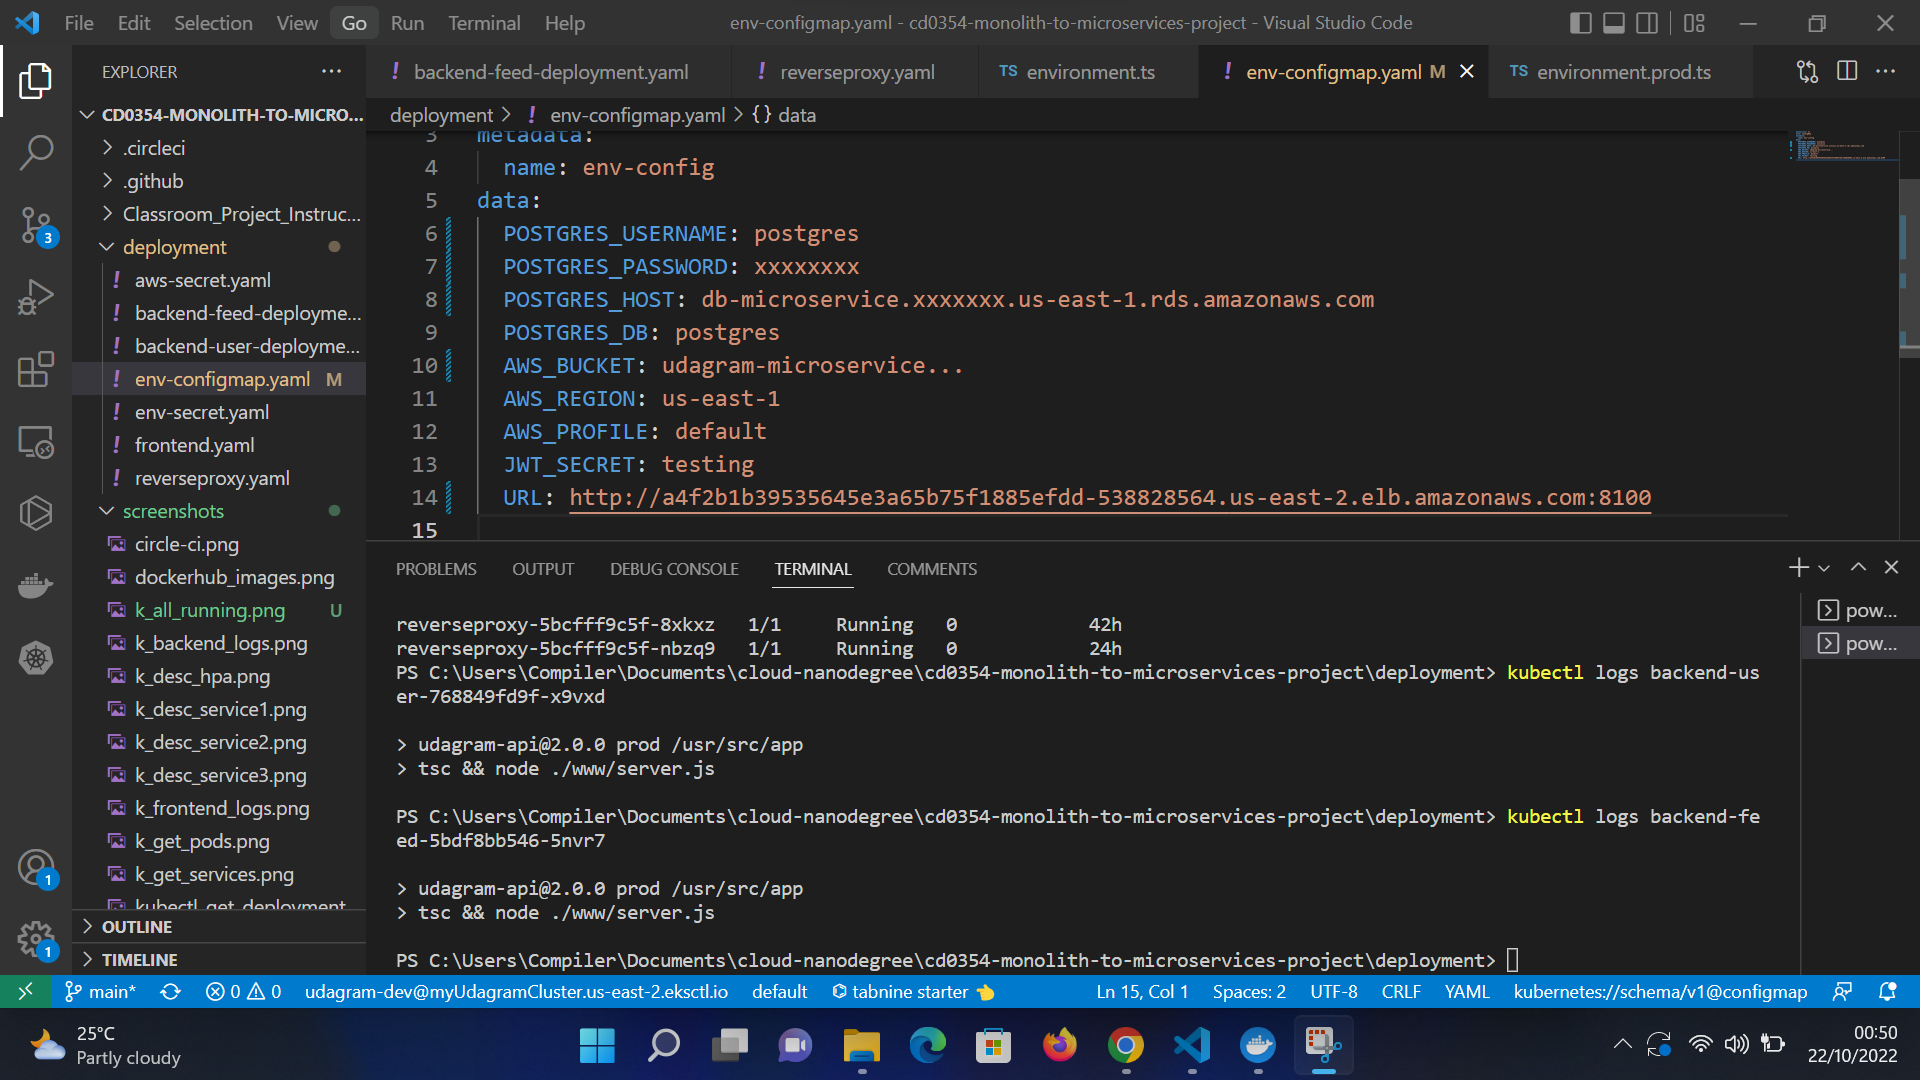 File Edit Selection View Go Run Terminal Help
env-configmap.yaml - cd0354-monolith-to-microservices-project - Visual Studio Code
EXPLORER
! backend-feed-deployment.yaml
! reverseproxy.yaml
TS environment.ts
! env-configmap.yaml M
TS environment.prod.ts
deployment > ! env-configmap.yaml > {} data
CD0354-MONOLITH-TO-MICRO...
.circleci
.github
Classroom_Project_Instruc...
deployment
! aws-secret.yaml
! backend-feed-deployme...
! backend-user-deployme...
! env-configmap.yaml M
! env-secret.yaml
! frontend.yaml
! reverseproxy.yaml
screenshots
circle-ci.png
dockerhub_images.png
k_all_running.png U
k_backend_logs.png
k_desc_hpa.png
k_desc_service1.png
k_desc_service2.png
k_desc_service3.png
k_frontend_logs.png
k_get_pods.png
k_get_services.png
kubectl get deployment
OUTLINE
TIMELINE
3
1
1
3 metadata:
4 name: env-config
5 data:
6 POSTGRES_USERNAME: postgres
7 POSTGRES_PASSWORD: xxxxxxxx
8 POSTGRES_HOST: db-microservice.xxxxxxx.us-east-1.rds.amazonaws.com
9 POSTGRES_DB: postgres
10 AWS_BUCKET: udagram-microservice...
11 AWS_REGION: us-east-1
12 AWS_PROFILE: default
13 JWT_SECRET: testing
14 URL: http://a4f2b1b39535645e3a65b75f1885efdd-538828564.us-east-2.elb.amazonaws.com:8100
15
PROBLEMS OUTPUT DEBUG CONSOLE TERMINAL COMMENTS
pow...
pow...
reverseproxy-5bcfff9c5f-8xkxz 1/1 Running 0 42h
reverseproxy-5bcfff9c5f-nbzq9 1/1 Running 0 24h
PS C:\Users\Compiler\Documents\cloud-nanodegree\cd0354-monolith-to-microservices-project\deployment> kubectl logs backend-us
er-768849fd9f-x9vxd
> udagram-api@2.0.0 prod /usr/src/app
> tsc && node ./www/server.js
PS C:\Users\Compiler\Documents\cloud-nanodegree\cd0354-monolith-to-microservices-project\deployment> kubectl logs backend-fe
ed-5bdf8bb546-5nvr7
> udagram-api@2.0.0 prod /usr/src/app
> tsc && node ./www/server.js
PS C:\Users\Compiler\Documents\cloud-nanodegree\cd0354-monolith-to-microservices-project\deployment>
main* 0 0 udagram-dev@myUdagramCluster.us-east-2.eksctl.io default tabnine starter Ln 15, Col 1 Spaces: 2 UTF-8 CRLF YAML kubernetes://schema/v1@configmap
25°C
Partly cloudy
00:50
22/10/2022